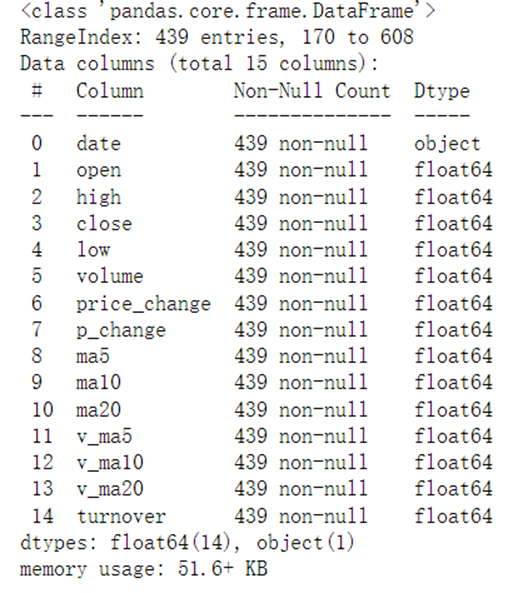 <class 'pandas.core.frame.DataFrame'>
RangeIndex: 439 entries, 170 to 608
Data columns (total 15 columns):
 #   Column        Non-Null Count  Dtype
---  ------        --------------  -----
 0   date          439 non-null    object
 1   open          439 non-null    float64
 2   high          439 non-null    float64
 3   close         439 non-null    float64
 4   low           439 non-null    float64
 5   volume        439 non-null    float64
 6   price_change  439 non-null    float64
 7   p_change      439 non-null    float64
 8   ma5           439 non-null    float64
 9   ma10          439 non-null    float64
 10  ma20          439 non-null    float64
 11  v_ma5         439 non-null    float64
 12  v_ma10        439 non-null    float64
 13  v_ma20        439 non-null    float64
 14  turnover      439 non-null    float64
dtypes: float64(14), object(1)
memory usage: 51.6+ KB